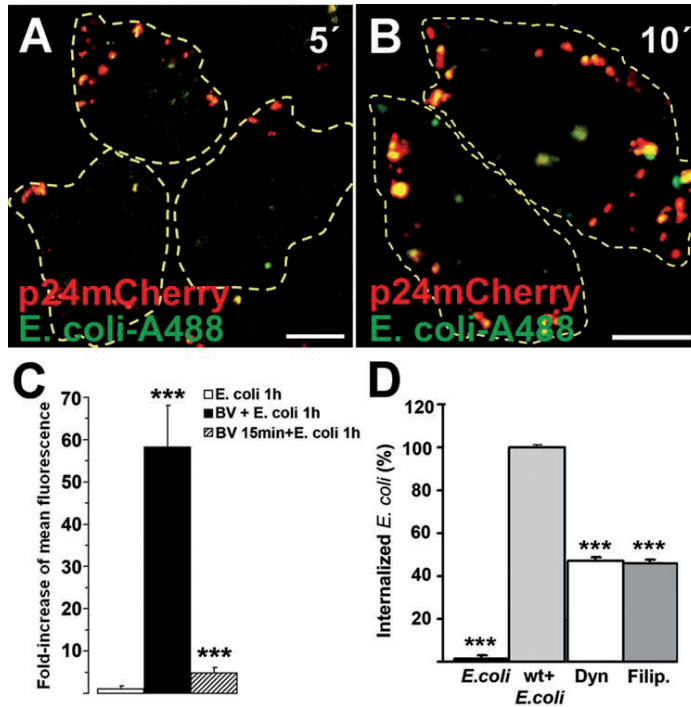 A
5´
p24mCherry
E. coli-A488
B
10´
p24mCherry
E. coli-A488
C
Fold-increase of mean fluorescence
70
60
50
40
30
20
10
***
***
E. coli 1h
BV + E. coli 1h
BV 15min+E. coli 1h
D
Internalized E. coli (%)
120
100
80
60
40
20
***
***
***
E.coli
wt+
E.coli
Dyn
Filip.